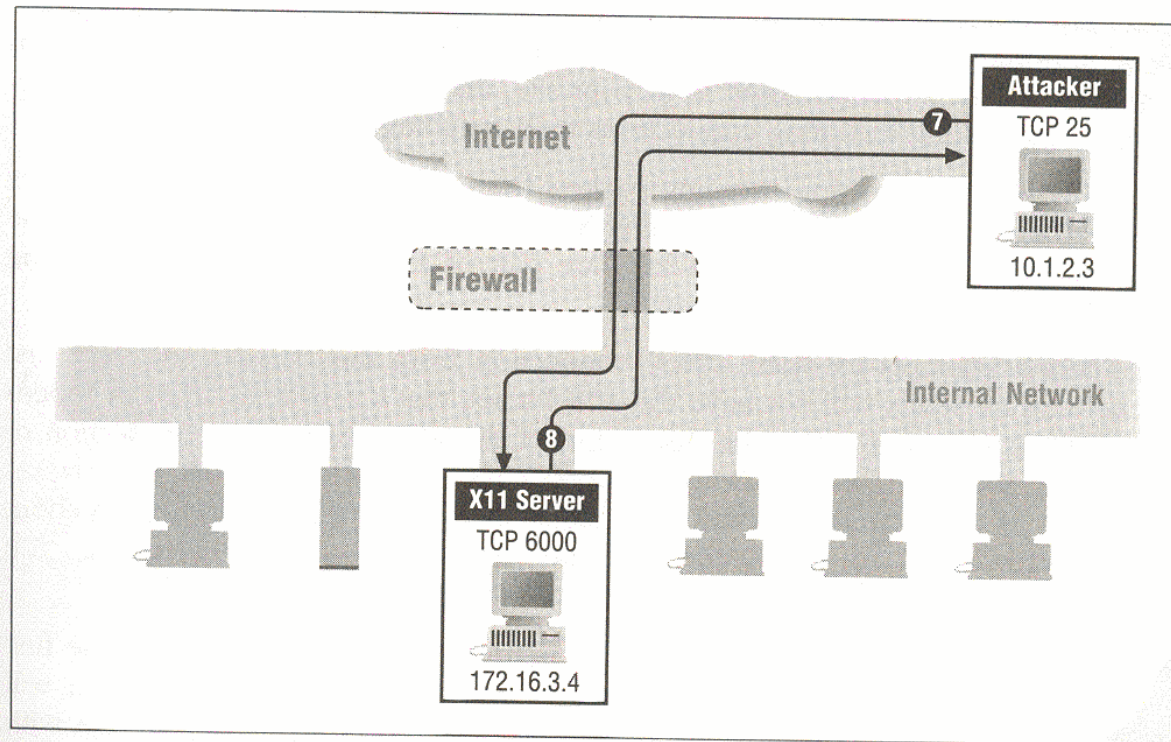 Attacker
TCP 25
10.1.2.3
7
Internet
Firewall
Internal Network
8
X11 Server
TCP 6000
172.16.3.4